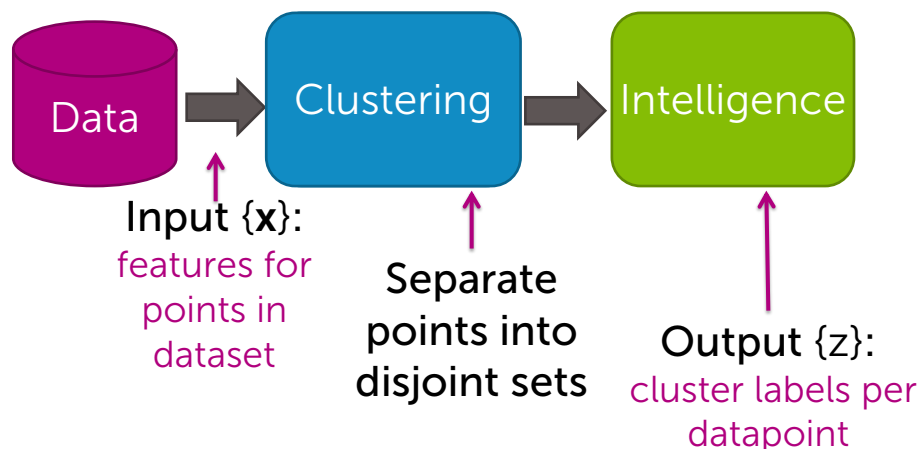 Data
Clustering
Intelligence
Input {x}:
features for
points in
dataset
Separate
points into
disjoint sets
Output {z}:
cluster labels per
datapoint